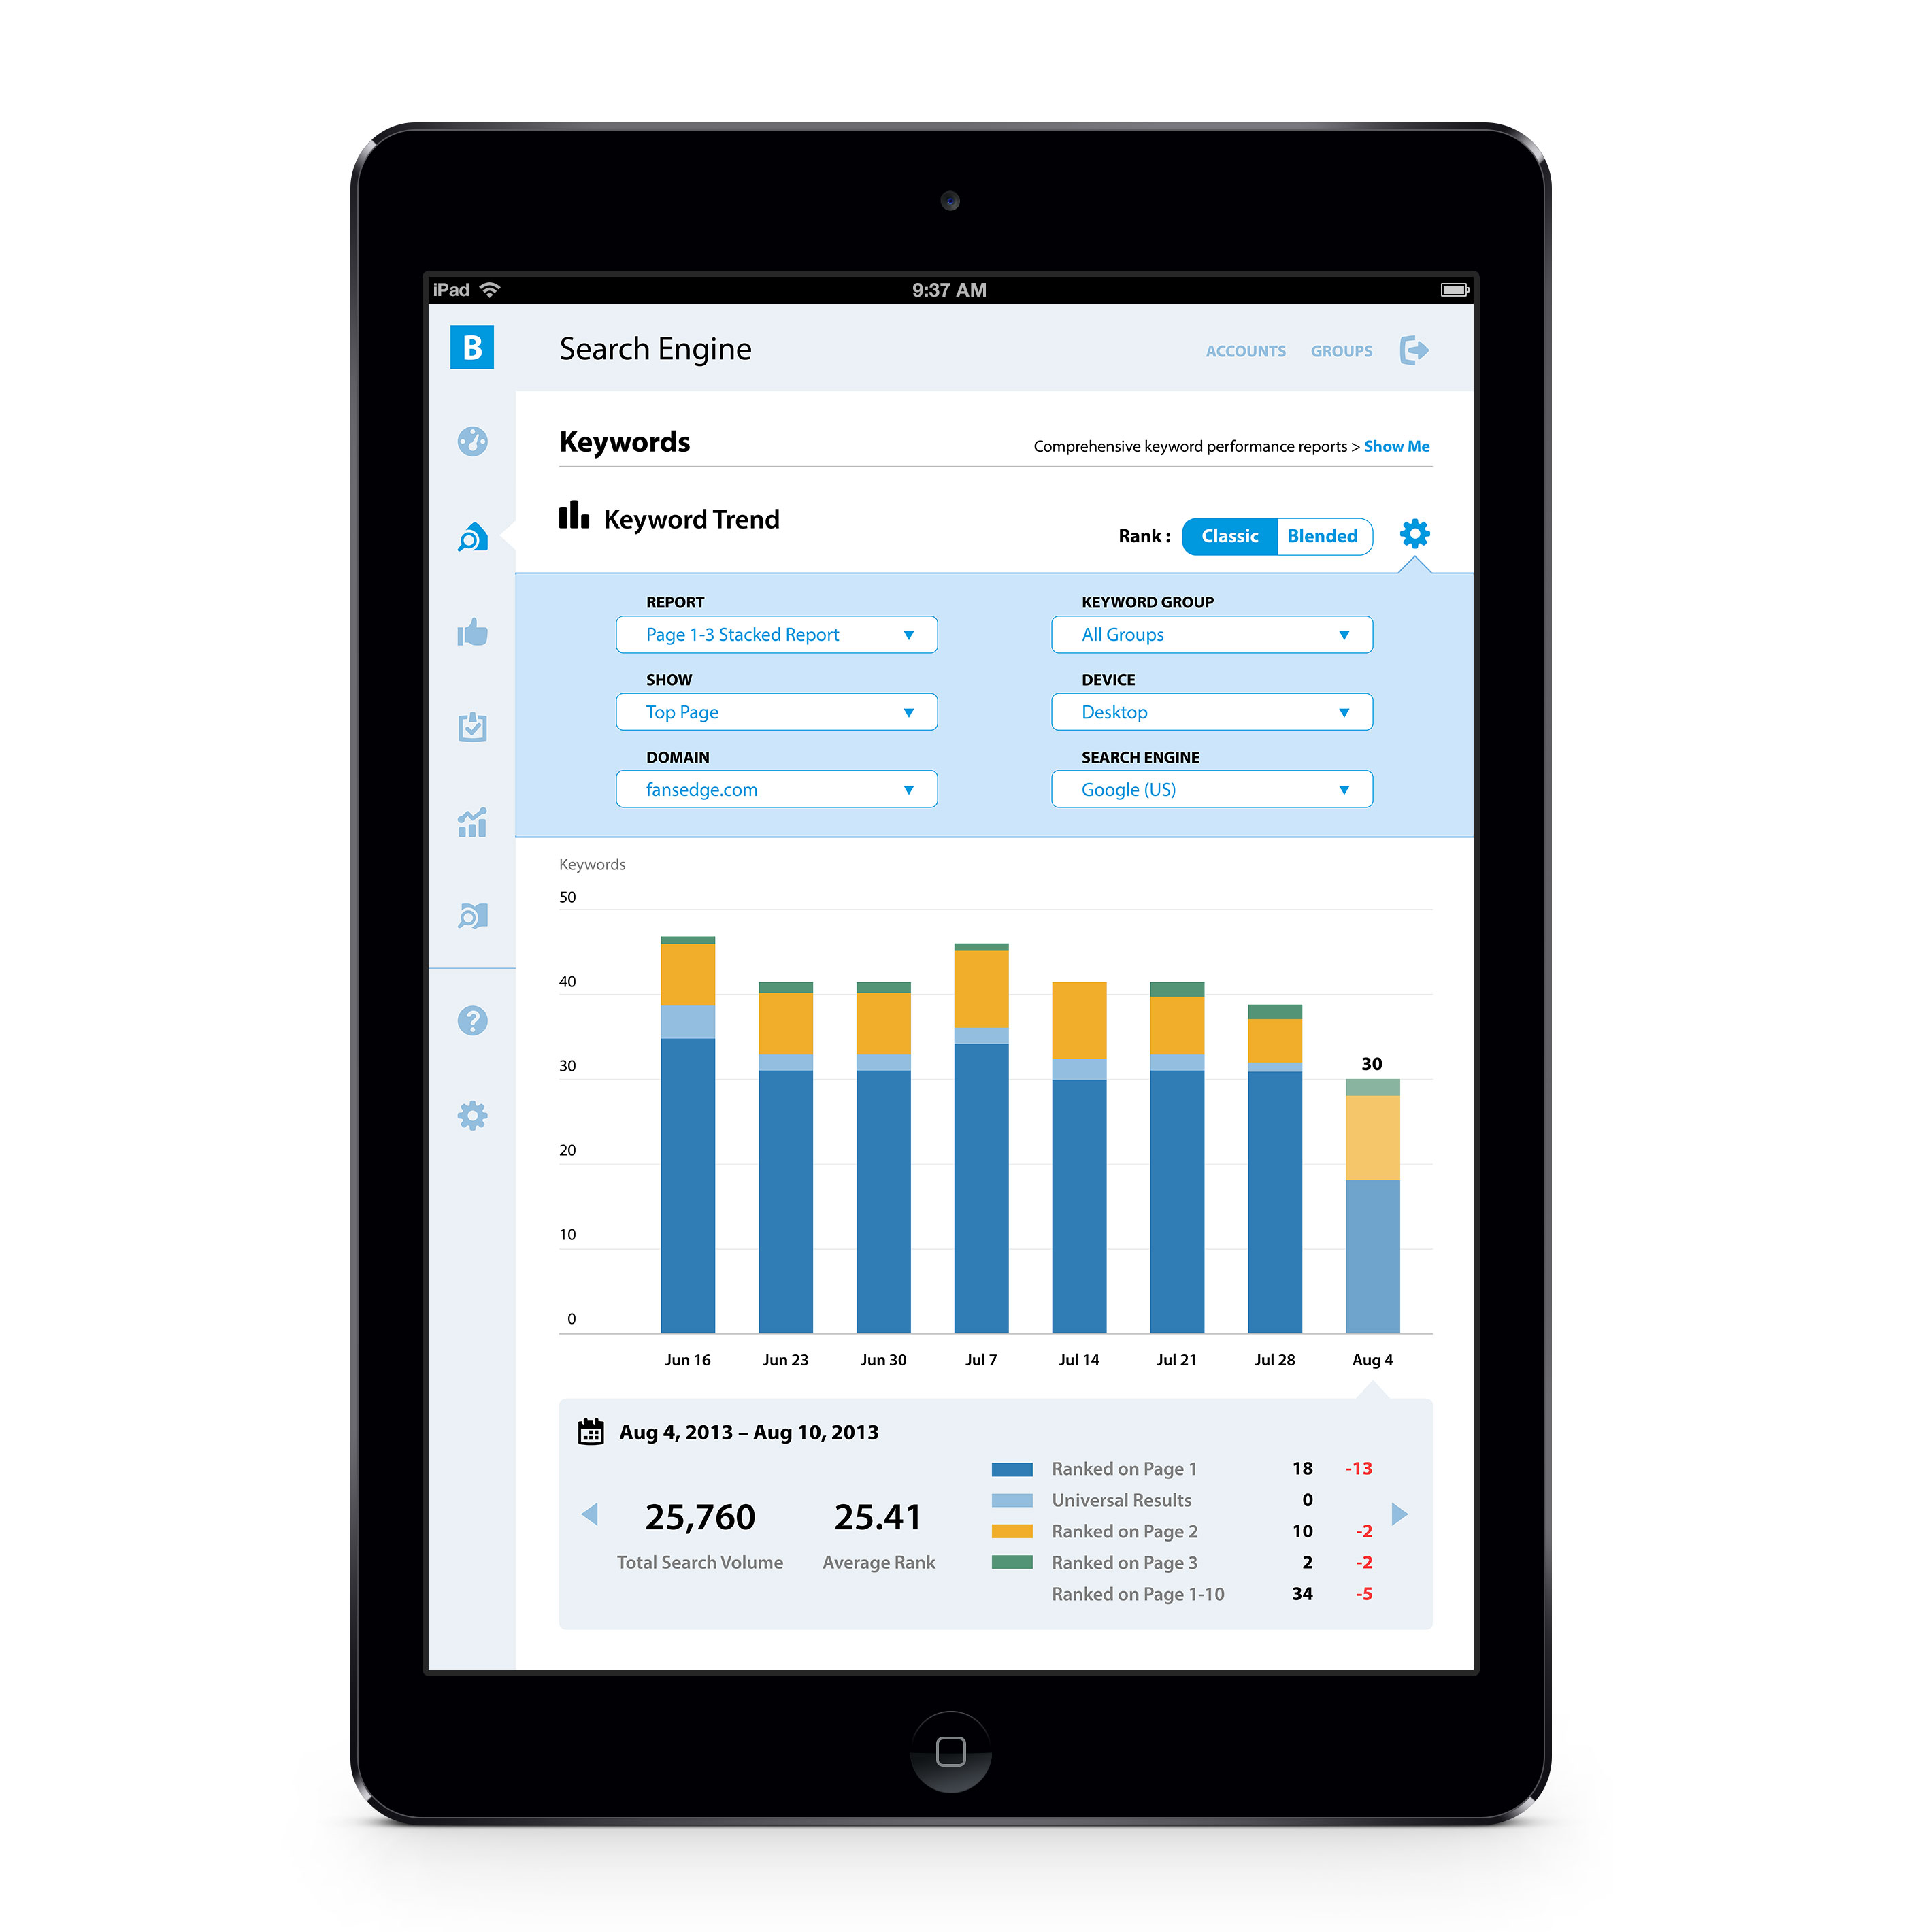 iPad 9:37 AM
B Search Engine ACCOUNTS GROUPS
Keywords Comprehensive keyword performance reports > Show Me
Keyword Trend Rank : Classic Blended
REPORT KEYWORD GROUP
Page 1-3 Stacked Report ▼ All Groups ▼
SHOW DEVICE
Top Page ▼ Desktop ▼
DOMAIN SEARCH ENGINE
fansedge.com ▼ Google (US) ▼
Keywords
50
40
30
30
20
10
0
Jun 16 Jun 23 Jun 30 Jul 7 Jul 14 Jul 21 Jul 28 Aug 4
Aug 4, 2013 – Aug 10, 2013
25,760
Total Search Volume
25.41
Average Rank
Ranked on Page 1 18 -13
Universal Results 0
Ranked on Page 2 10 -2
Ranked on Page 3 2 -2
Ranked on Page 1-10 34 -5
?